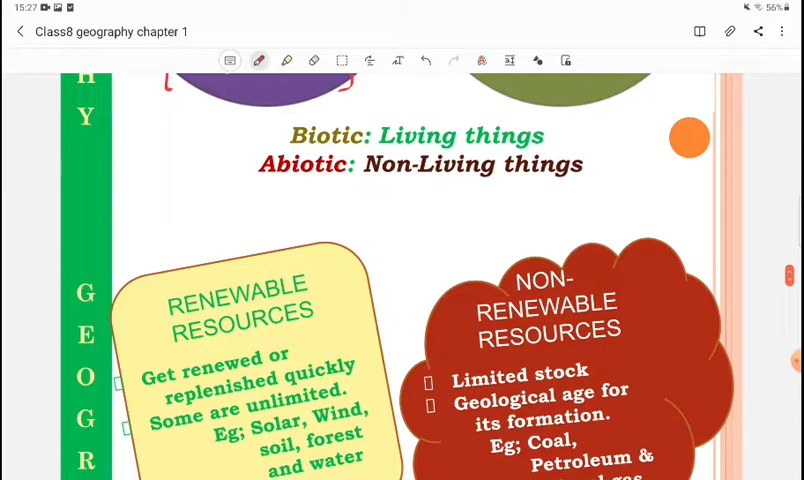 15:27
56%
Class8 geography chapter 1
H
Y
Biotic: Living things
Abiotic: Non-Living things
G
E
O
G
R
RENEWABLE
RESOURCES
Get renewed or
replenished quickly
Some are unlimited.
Eg; Solar, Wind,
soil, forest
and water
NON-
RENEWABLE
RESOURCES
Limited stock
Geological age for
its formation.
Eg; Coal,
Petroleum &